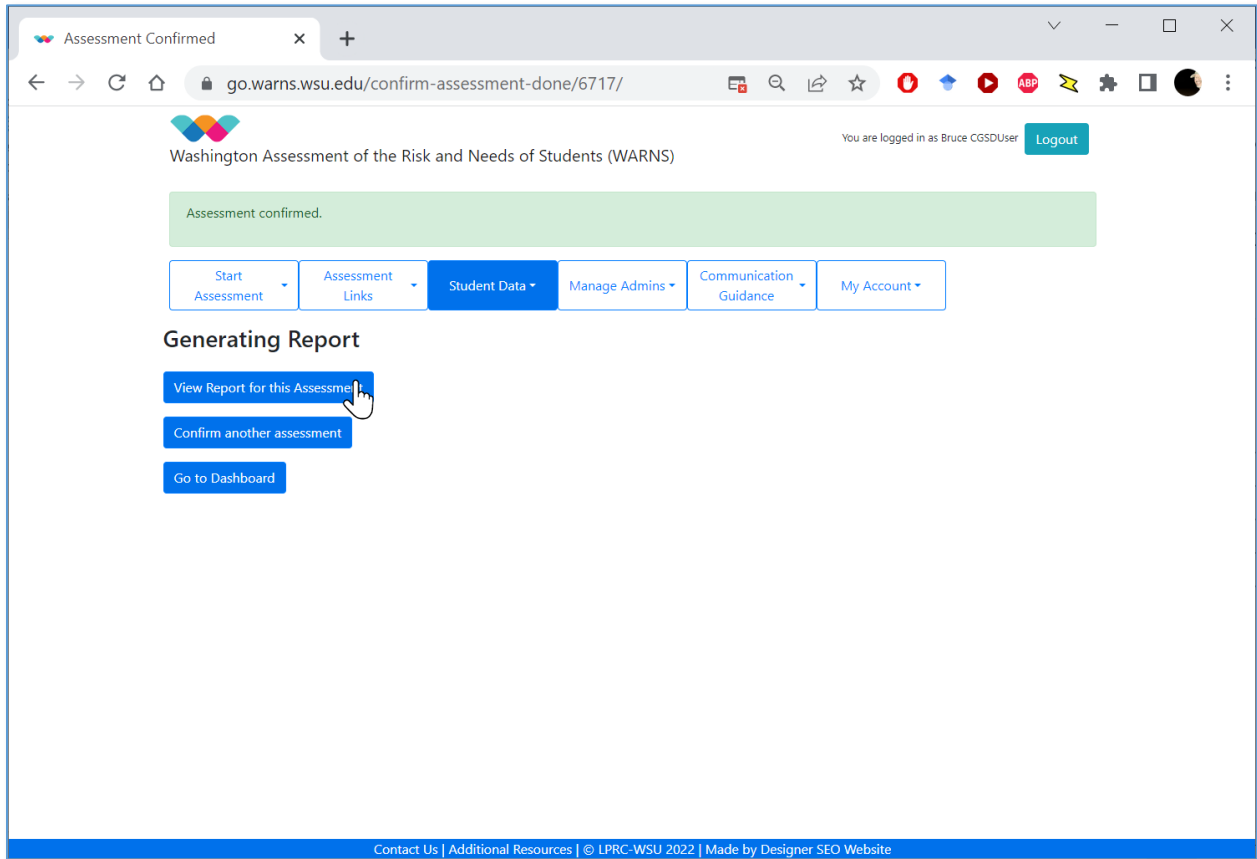 Assessment Confirmed
go.warns.wsu.edu/confirm-assessment-done/6717/
ABP
Washington Assessment of the Risk and Needs of Students (WARNS)
You are logged in as Bruce CGSDUser
Logout
Assessment confirmed.
Start
Assessment
Assessment
Links
Student Data
Manage Admins
Communication
Guidance
My Account
Generating Report
View Report for this Assessment
Confirm another assessment
Go to Dashboard
Contact Us | Additional Resources | © LPRC-WSU 2022 | Made by Designer SEO Website